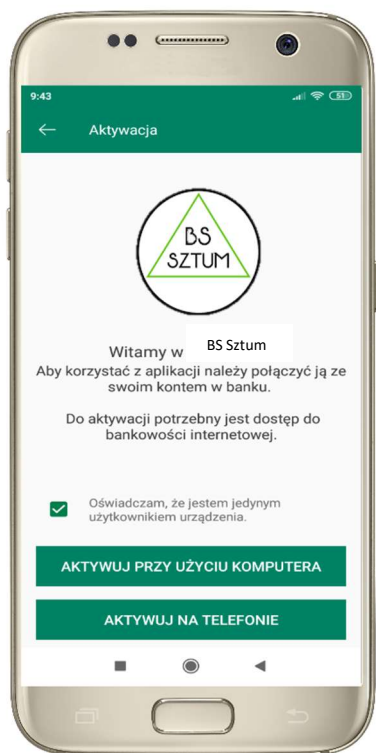 9:43
51
Aktywacja
BS
SZTUM
Witamy w BS Sztum
Aby korzystać z aplikacji należy połączyć ją ze
swoim kontem w banku.
Do aktywacji potrzebny jest dostęp do
bankowości internetowej.
Oświadczam, że jestem jedynym
użytkownikiem urządzenia.
AKTYWUJ PRZY UŻYCIU KOMPUTERA
AKTYWUJ NA TELEFONIE